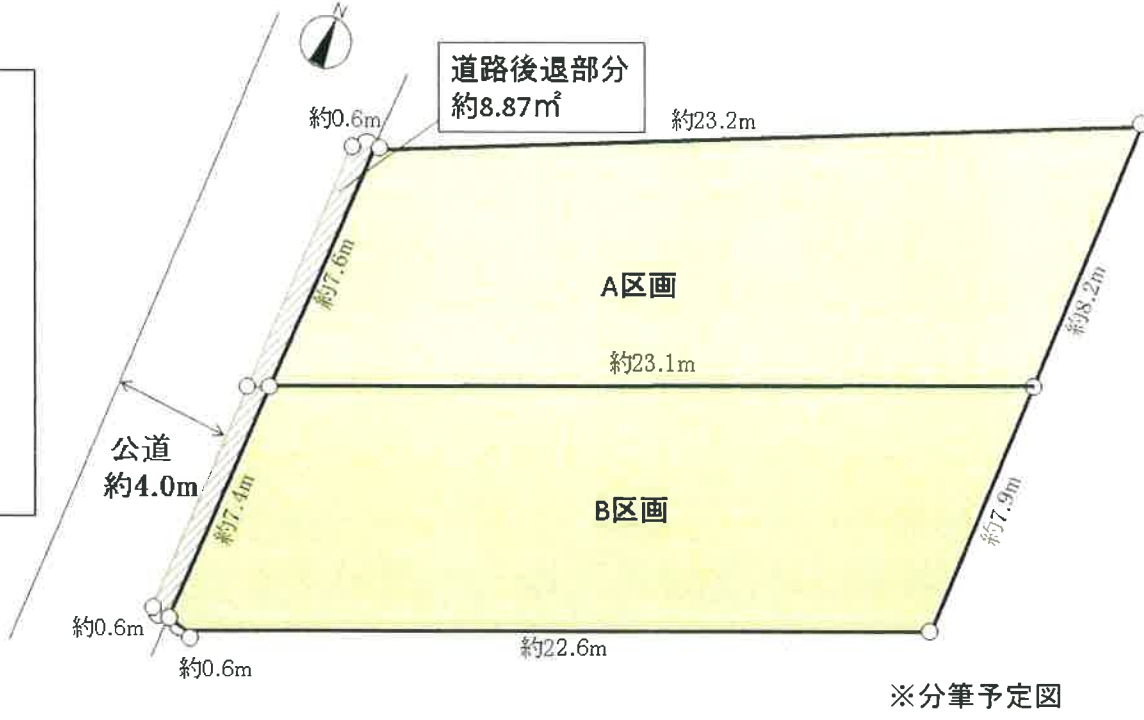 N
道路後退部分
約8.87㎡
約0.6m
約23.2m
約7.6m
A区画
約8.2m
約23.1m
公道
約4.0m
約7.4m
B区画
約7.9m
約0.6m
約22.6m
約0.6m
※分筆予定図